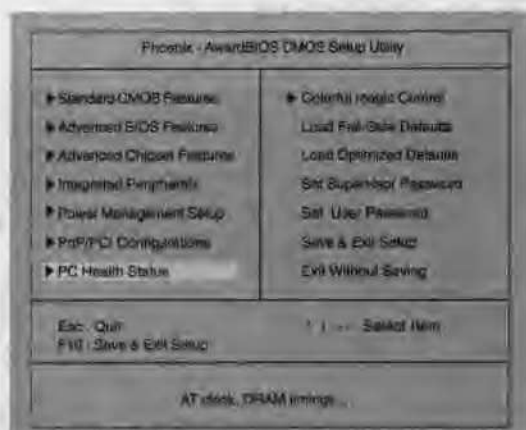 Phoenix - AwardBIOS CMOS Setup Utility
Standard CMOS Features
Advanced BIOS Features
Advanced Chipset Features
Integrated Peripherals
Power Management Setup
PnP/PCI Configurations
PC Health Status
Colorful magic Control
Load Fail-Safe Defaults
Load Optimized Defaults
Set Supervisor Password
Set User Password
Save & Exit Setup
Exit Without Saving
Esc : Quit
F10 : Save & Exit Setup
Select Item
AT clock, DRAM timings...